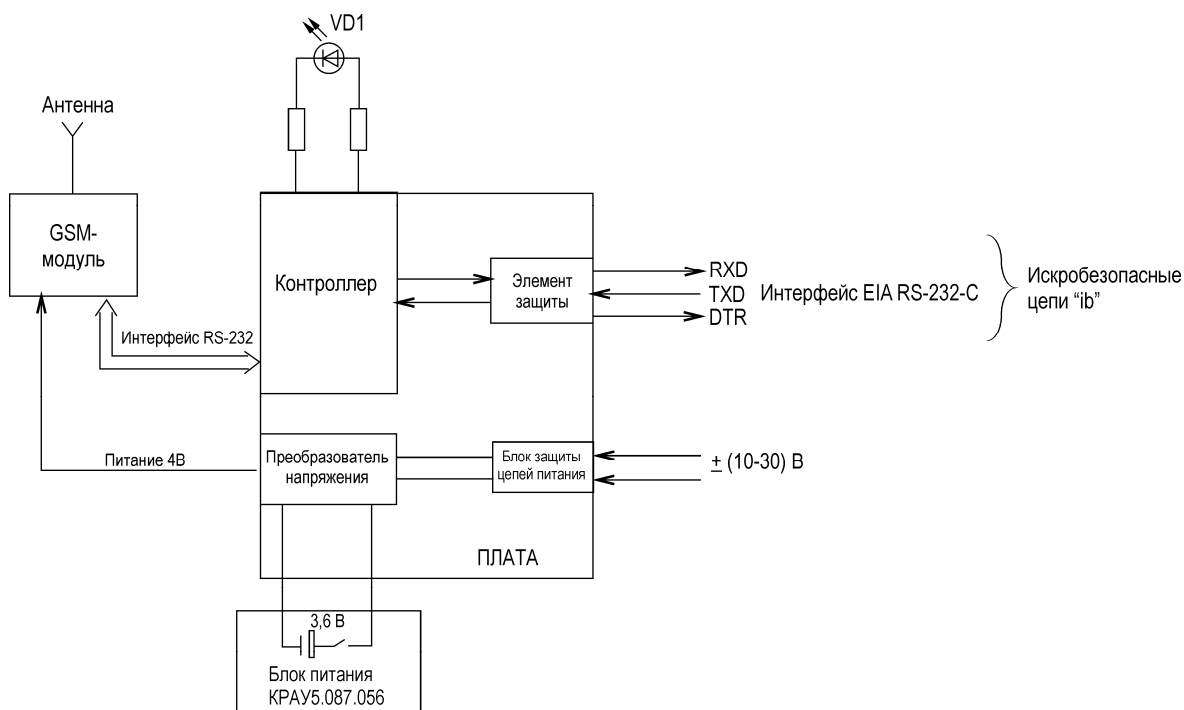 VD1
Антенна
GSM-
модуль
Контроллер
Элемент
защиты
RXD
TXD
DTR
Интерфейс EIA RS-232-C
Искробезопасные
цепи “ib”
Интерфейс RS-232
Питание 4В
Преобразователь
напряжения
Блок защиты
цепей питания
± (10-30) В
ПЛАТА
3,6 В
Блок питания
КРАУ5.087.056